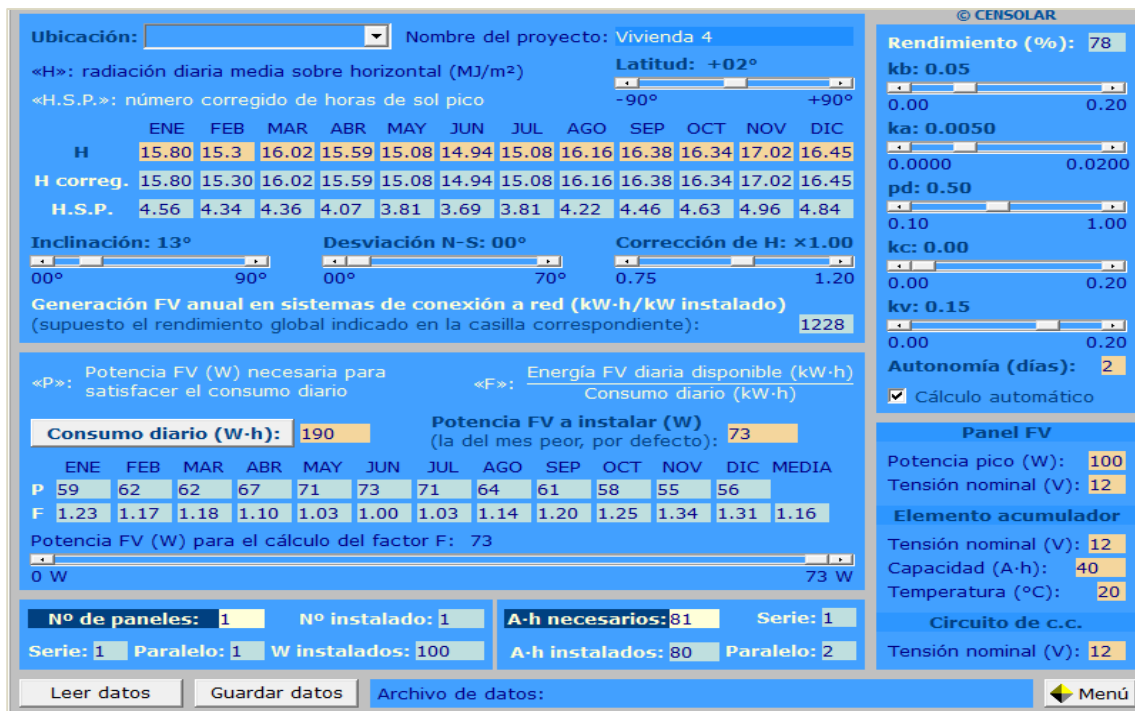 © CENSOLAR
Ubicación: Nombre del proyecto: Vivienda 4
«H»: radiación diaria media sobre horizontal (MJ/m²)
Latitud: +02°
«H.S.P.»: número corregido de horas de sol pico
-90° +90°
ENE FEB MAR ABR MAY JUN JUL AGO SEP OCT NOV DIC
H 15.80 15.3 16.02 15.59 15.08 14.94 15.08 16.16 16.38 16.34 17.02 16.45
H correg. 15.80 15.30 16.02 15.59 15.08 14.94 15.08 16.16 16.38 16.34 17.02 16.45
H.S.P. 4.56 4.34 4.36 4.07 3.81 3.69 3.81 4.22 4.46 4.63 4.96 4.84
Inclinación: 13° Desviación N-S: 00° Corrección de H: ×1.00
00° 90° 00° 70° 0.75 1.20
Generación FV anual en sistemas de conexión a red (kW·h/kW instalado)
(supuesto el rendimiento global indicado en la casilla correspondiente): 1228
«P»: Potencia FV (W) necesaria para
satisfacer el consumo diario
«F»: Energía FV diaria disponible (kW·h)
Consumo diario (kW·h)
Consumo diario (W·h): 190
Potencia FV a instalar (W)
(la del mes peor, por defecto): 73
ENE FEB MAR ABR MAY JUN JUL AGO SEP OCT NOV DIC MEDIA
P 59 62 62 67 71 73 71 64 61 58 55 56
F 1.23 1.17 1.18 1.10 1.03 1.00 1.03 1.14 1.20 1.25 1.34 1.31 1.16
Potencia FV (W) para el cálculo del factor F: 73
0 W 73 W
Nº de paneles: 1 Nº instalado: 1
Serie: 1 Paralelo: 1 W instalados: 100
A·h necesarios: 81 Serie: 1
A·h instalados: 80 Paralelo: 2
Rendimiento (%): 78
kb: 0.05
0.00 0.20
ka: 0.0050
0.0000 0.0200
pd: 0.50
0.10 1.00
kc: 0.00
0.00 0.20
kv: 0.15
0.00 0.20
Autonomía (días): 2
Cálculo automático
Panel FV
Potencia pico (W): 100
Tensión nominal (V): 12
Elemento acumulador
Tensión nominal (V): 12
Capacidad (A·h): 40
Temperatura (°C): 20
Circuito de c.c.
Tensión nominal (V): 12
Leer datos Guardar datos Archivo de datos: Menú